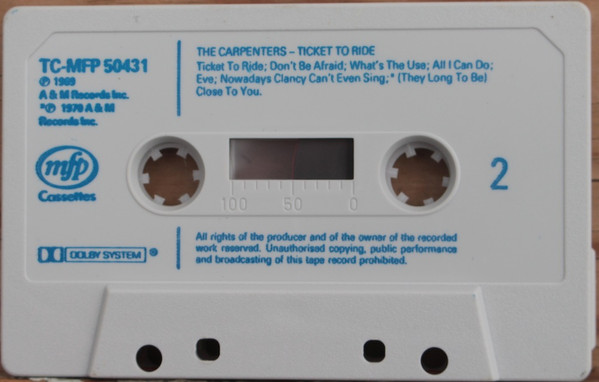 TC-MFP 50431
℗ 1969
A & M Records Inc.
*℗ 1970 A & M
Records Inc.
THE CARPENTERS – TICKET TO RIDE
Ticket To Ride; Don't Be Afraid; What's The Use; All I Can Do;
Eve; Nowadays Clancy Can't Even Sing;* (They Long To Be)
Close To You.
mfp
Cassettes
100 50 0
2
DOLBY SYSTEM ®
All rights of the producer and of the owner of the recorded
work reserved. Unauthorised copying, public performance
and broadcasting of this tape record prohibited.